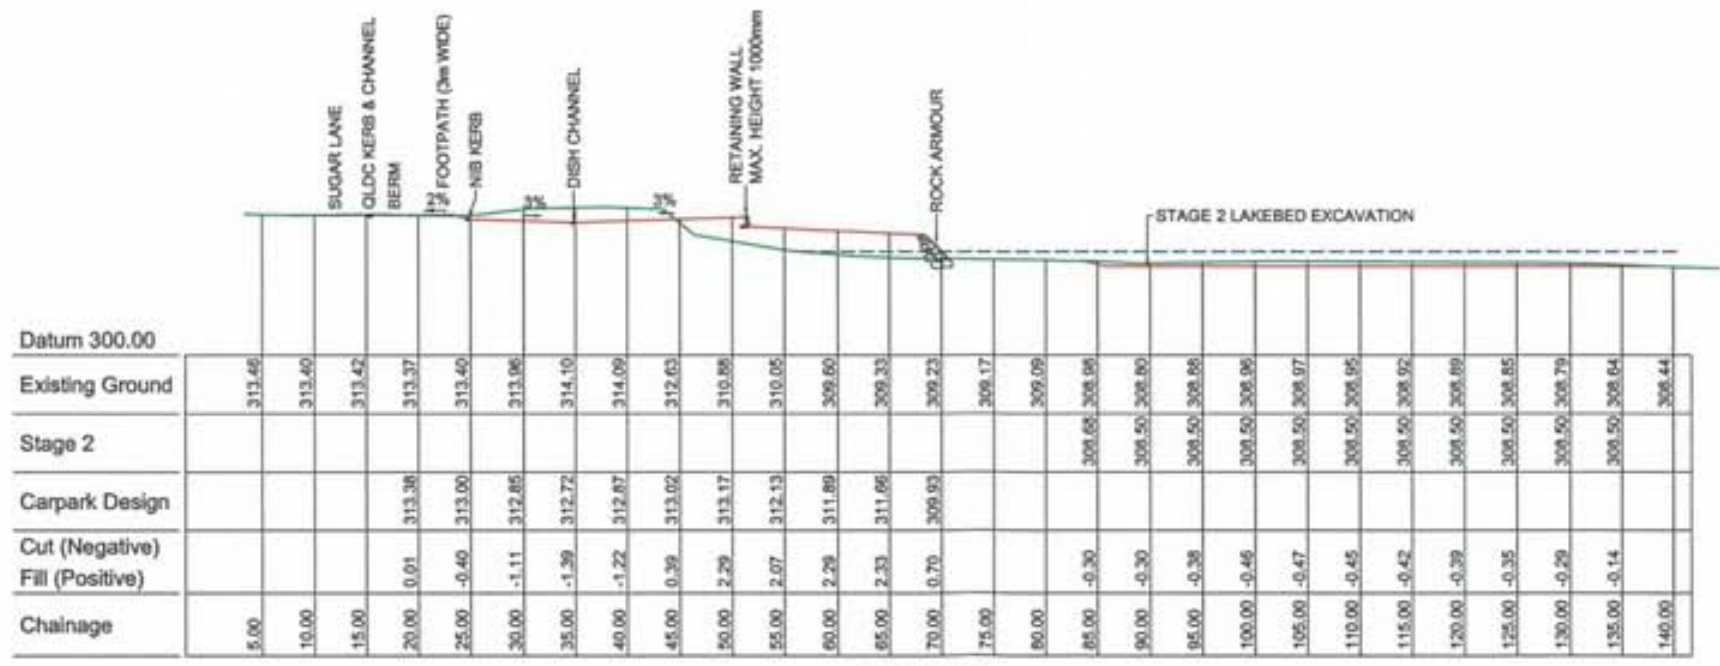 SUGAR LANE
QLDC KERB & CHANNEL
BERM
FOOTPATH (3m WIDE)
NIB KERB
DISH CHANNEL
RETAINING WALL
MAX. HEIGHT 1000mm
ROCK ARMOUR
3%
3%
STAGE 2 LAKEBED EXCAVATION
Datum 300.00
Existing Ground 313.46 313.40 313.42 313.37 313.40 313.96 314.10 314.09 312.63 310.88 310.05 309.60 309.33 309.23 309.17 309.09 308.98 308.80 308.88 308.96 308.97 308.95 308.92 308.89 308.85 308.79 308.64 308.44
Stage 2 308.68 308.50 308.50 308.50 308.50 308.50 308.50 308.50 308.50 308.50 308.50
Carpark Design 313.38 313.00 312.85 312.72 312.87 313.02 313.17 312.13 311.89 311.66 309.93
Cut (Negative)
Fill (Positive) 0.01 -0.40 -1.11 -1.39 -1.22 0.39 2.29 2.07 2.29 2.33 0.70 -0.30 -0.30 -0.38 -0.46 -0.47 -0.45 -0.42 -0.39 -0.35 -0.29 -0.14
Chainage 5.00 10.00 15.00 20.00 25.00 30.00 35.00 40.00 45.00 50.00 55.00 60.00 65.00 70.00 75.00 80.00 85.00 90.00 95.00 100.00 105.00 110.00 115.00 120.00 125.00 130.00 135.00 140.00